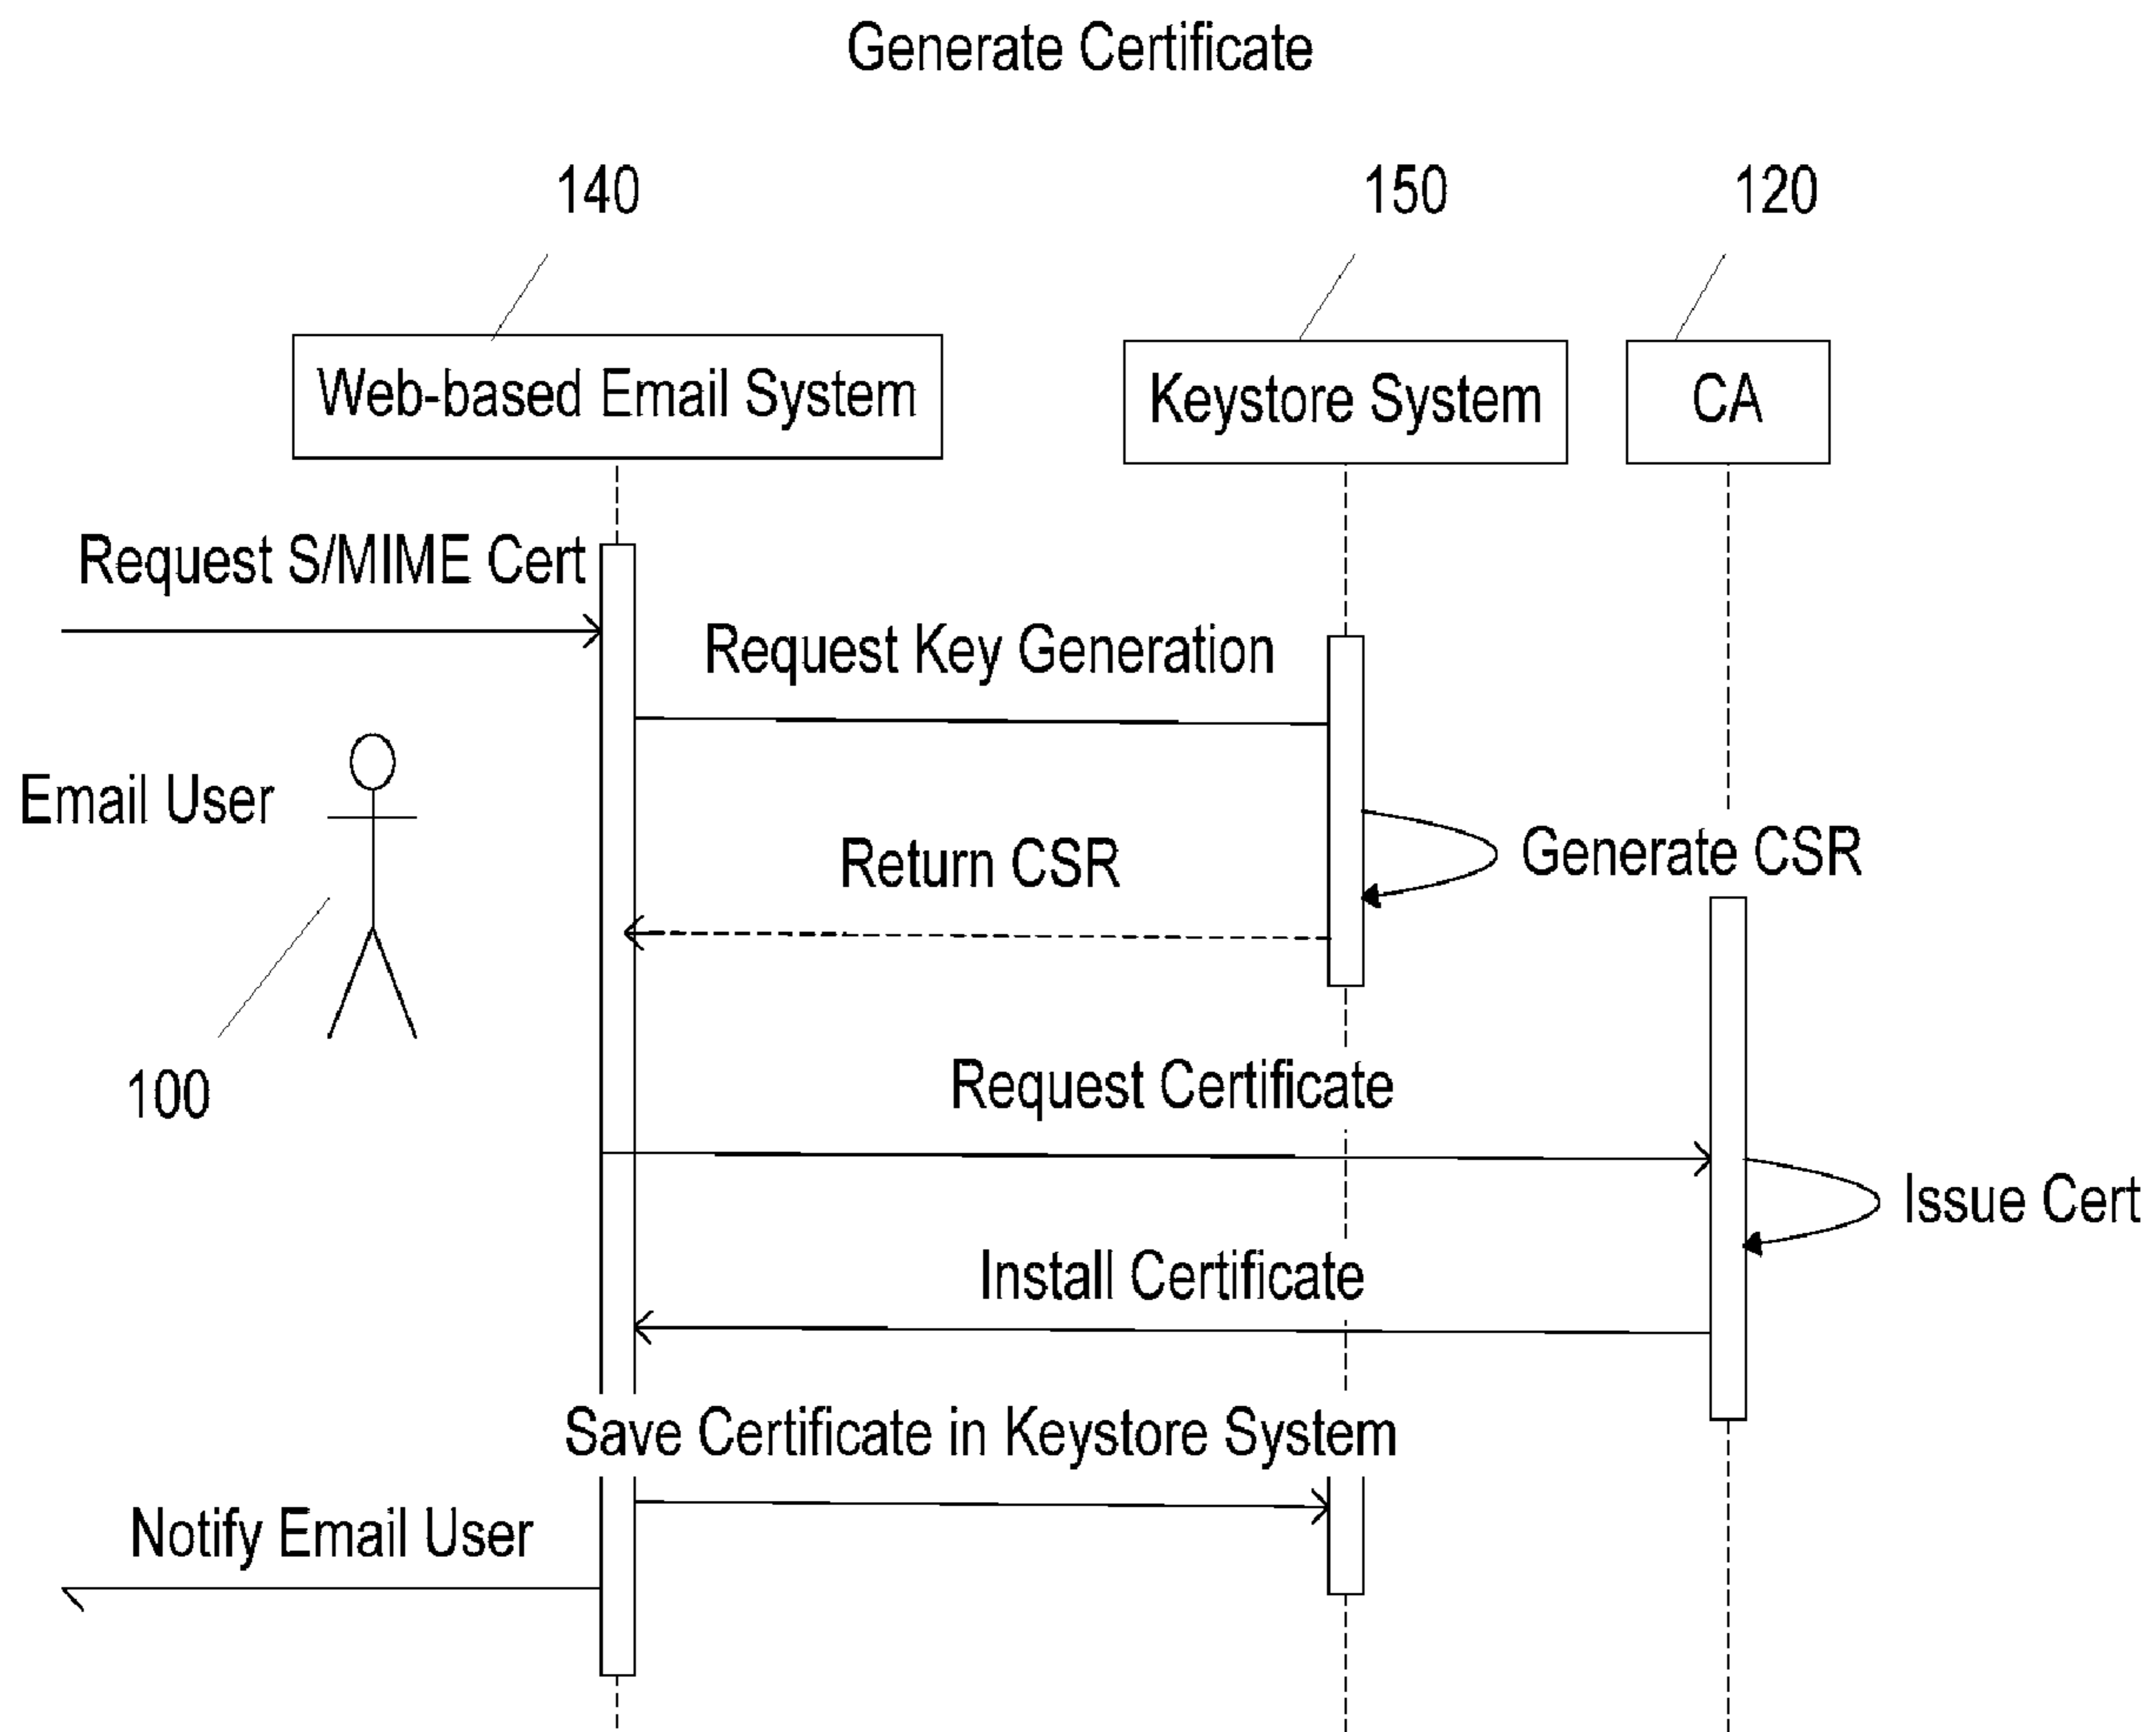 Generate Certificate
140
150
120
Web-based Email System
Keystore System
CA
Request S/MIME Cert
Request Key Generation
Email User
Return CSR
Generate CSR
100
Request Certificate
Issue Cert
Install Certificate
Save Certificate in Keystore System
Notify Email User